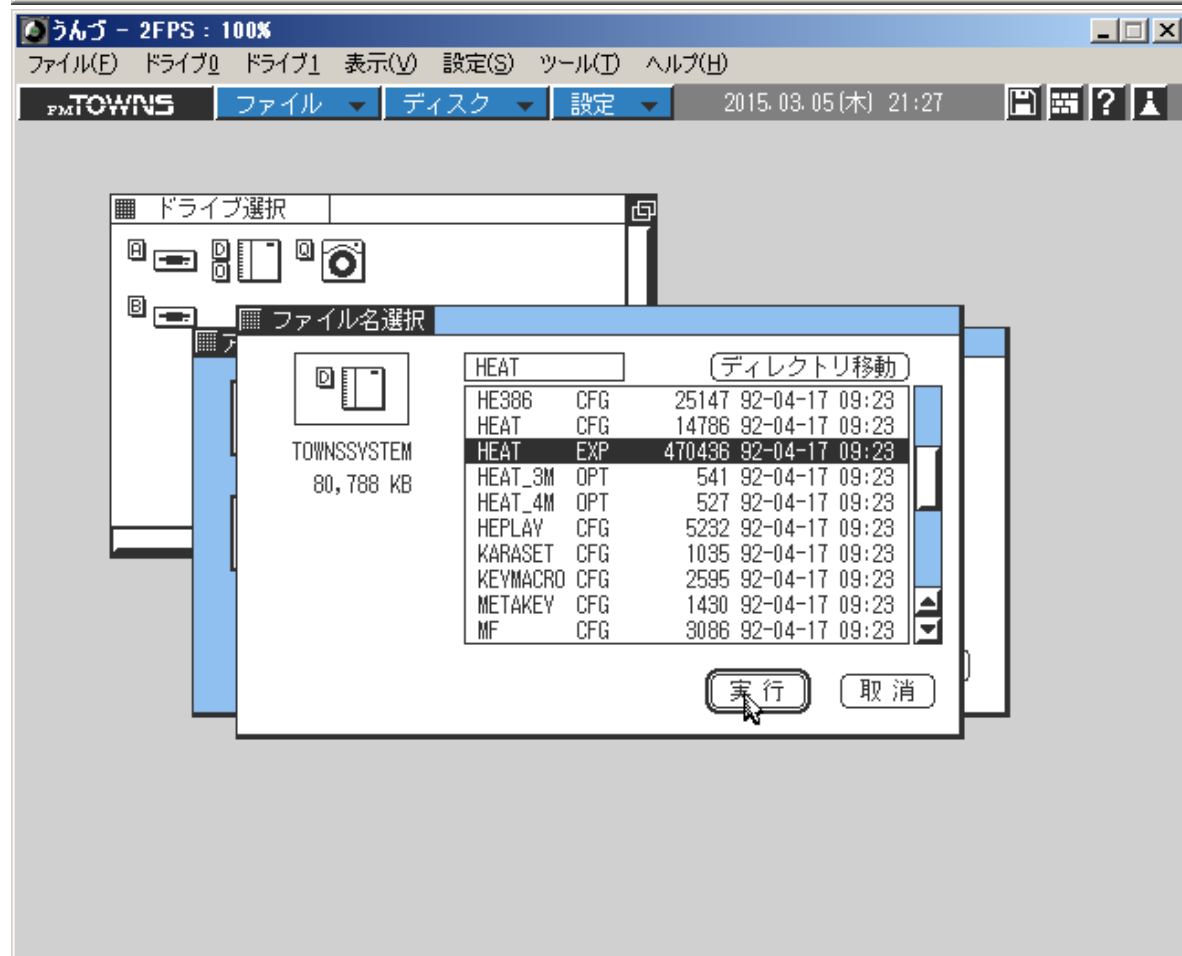 うんづ - 2FPS : 100%
ファイル(F) ドライブ0 ドライブ1 表示(V) 設定(S) ツール(T) ヘルプ(H)
FMTOWNS ファイル ディスク 設定 2015.03.05(木) 21:27 ?
ドライブ選択
A D O Q
B
ファイル名選択
ア
D
HEAT ディレクトリ移動
HE386 CFG 25147 92-04-17 09:23
HEAT CFG 14786 92-04-17 09:23
HEAT EXP 470436 92-04-17 09:23
HEAT_3M OPT 541 92-04-17 09:23
HEAT_4M OPT 527 92-04-17 09:23
HEPLAY CFG 5232 92-04-17 09:23
KARASET CFG 1035 92-04-17 09:23
KEYMACRO CFG 2595 92-04-17 09:23
METAKEY CFG 1430 92-04-17 09:23
MF CFG 3086 92-04-17 09:23
TOWNSSYSTEM
80,788 KB
実行 取消